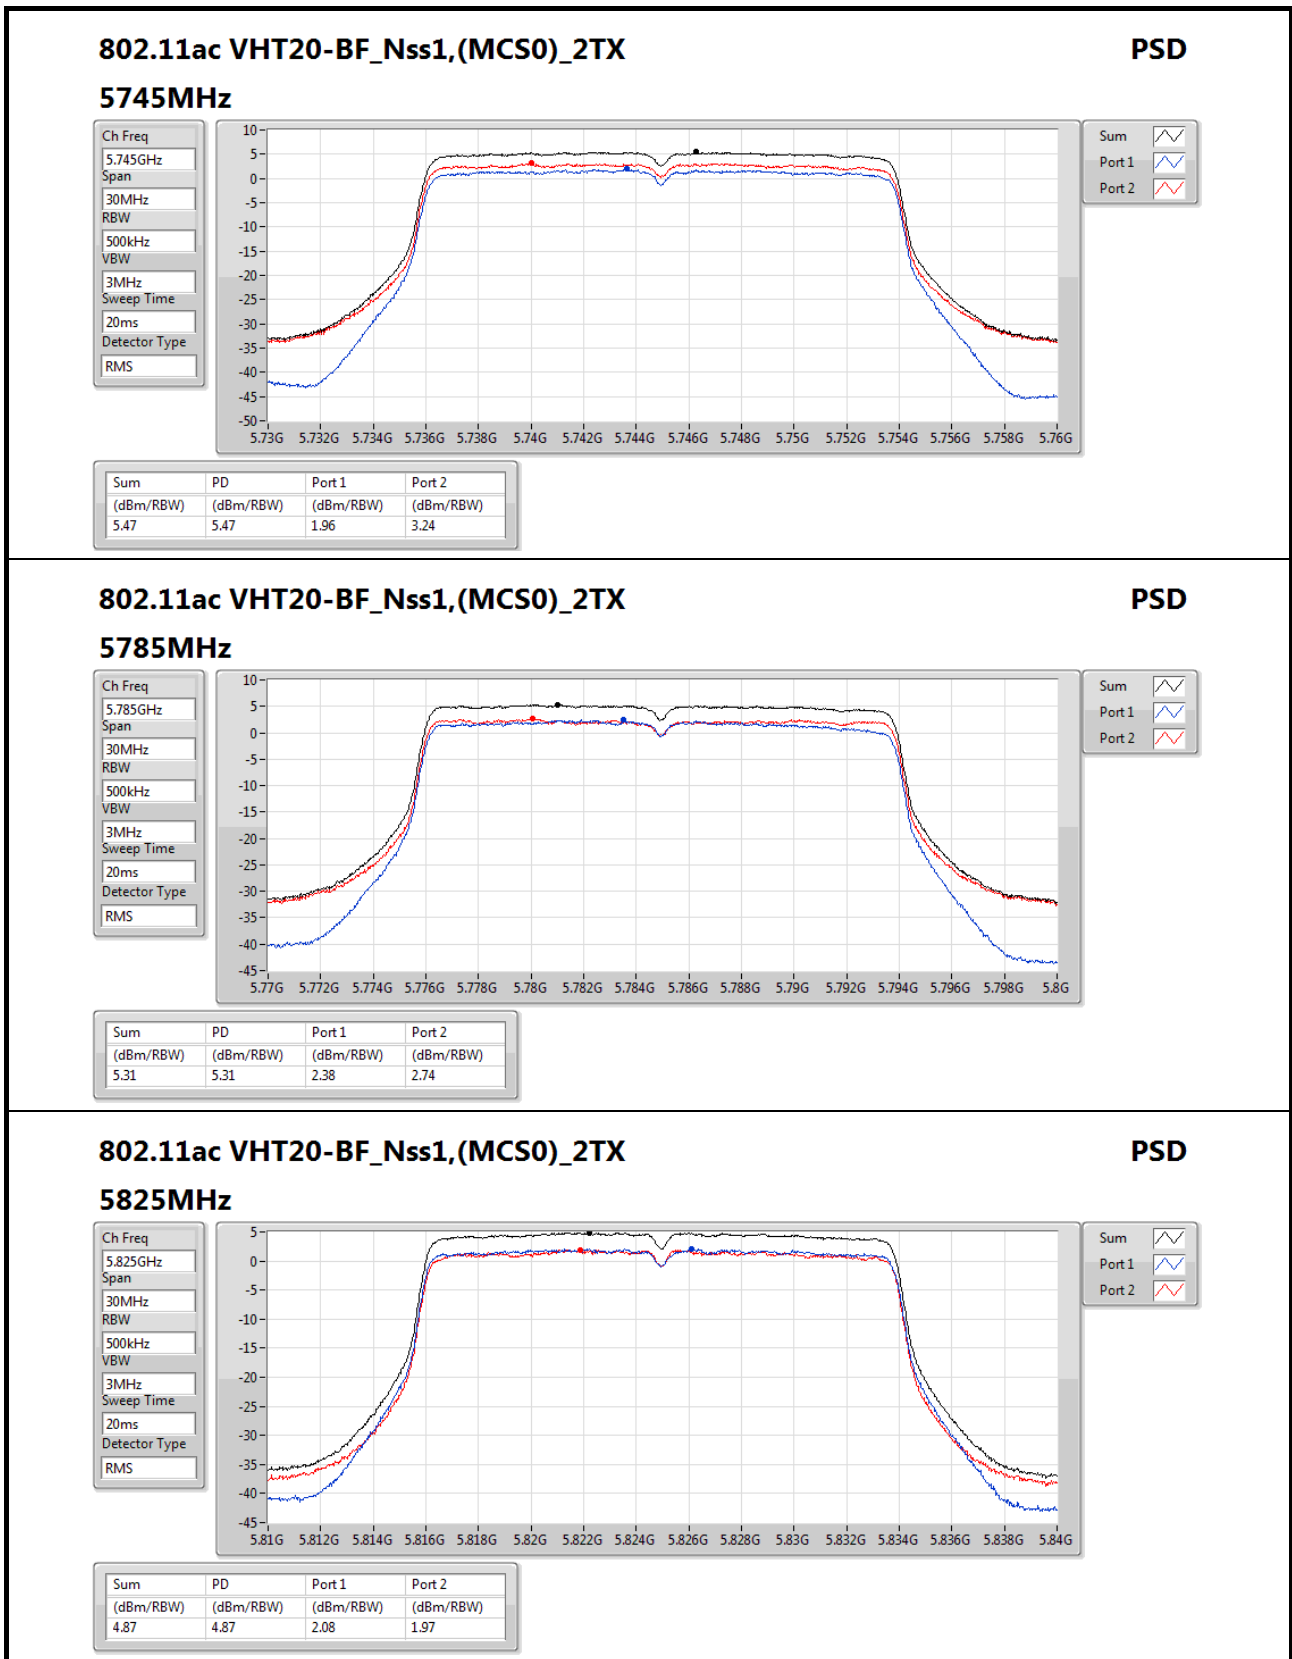 802.11ac VHT20-BF_Nss1,(MCS0)_2TX PSD
5745MHz
Ch Freq
5.745GHz
Span
30MHz
RBW
500kHz
VBW
3MHz
Sweep Time
20ms
Detector Type
RMS
10
5
0
-5
-10
-15
-20
-25
-30
-35
-40
-45
-50
5.73G 5.732G 5.734G 5.736G 5.738G 5.74G 5.742G 5.744G 5.746G 5.748G 5.75G 5.752G 5.754G 5.756G 5.758G 5.76G
Sum
Port 1
Port 2
Sum PD Port 1 Port 2
(dBm/RBW) (dBm/RBW) (dBm/RBW) (dBm/RBW)
5.47 5.47 1.96 3.24
802.11ac VHT20-BF_Nss1,(MCS0)_2TX PSD
5785MHz
Ch Freq
5.785GHz
Span
30MHz
RBW
500kHz
VBW
3MHz
Sweep Time
20ms
Detector Type
RMS
10
5
0
-5
-10
-15
-20
-25
-30
-35
-40
-45
5.77G 5.772G 5.774G 5.776G 5.778G 5.78G 5.782G 5.784G 5.786G 5.788G 5.79G 5.792G 5.794G 5.796G 5.798G 5.8G
Sum
Port 1
Port 2
Sum PD Port 1 Port 2
(dBm/RBW) (dBm/RBW) (dBm/RBW) (dBm/RBW)
5.31 5.31 2.38 2.74
802.11ac VHT20-BF_Nss1,(MCS0)_2TX PSD
5825MHz
Ch Freq
5.825GHz
Span
30MHz
RBW
500kHz
VBW
3MHz
Sweep Time
20ms
Detector Type
RMS
5
0
-5
-10
-15
-20
-25
-30
-35
-40
-45
5.81G 5.812G 5.814G 5.816G 5.818G 5.82G 5.822G 5.824G 5.826G 5.828G 5.83G 5.832G 5.834G 5.836G 5.838G 5.84G
Sum
Port 1
Port 2
Sum PD Port 1 Port 2
(dBm/RBW) (dBm/RBW) (dBm/RBW) (dBm/RBW)
4.87 4.87 2.08 1.97